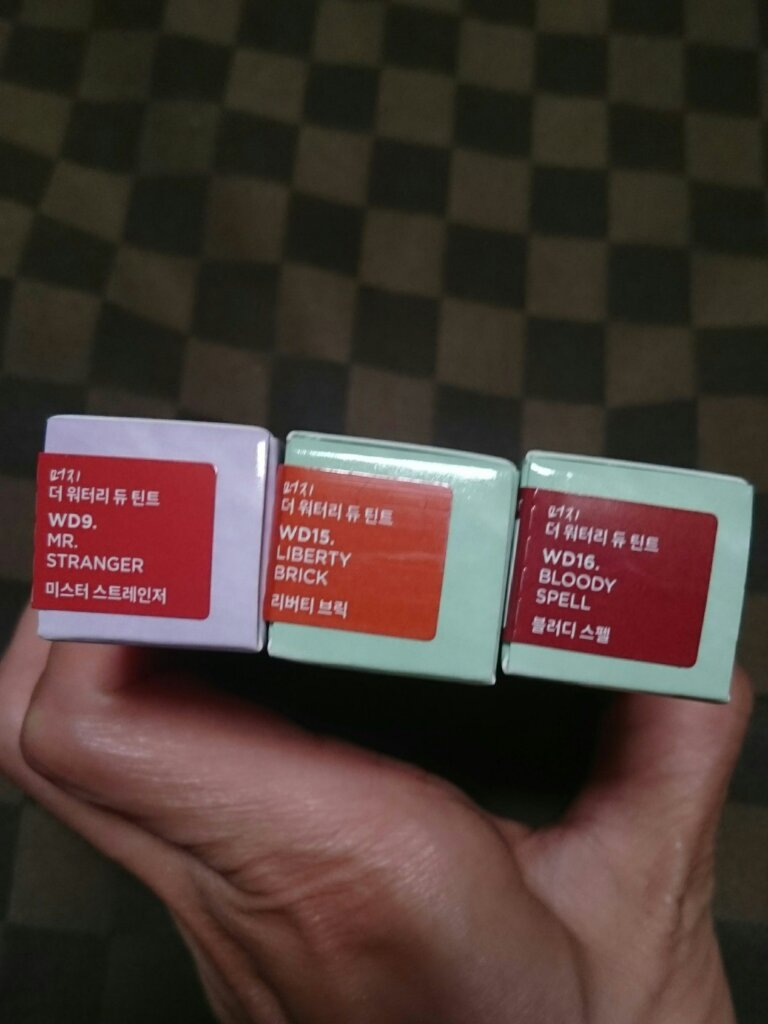 머지
더 워터리 듀 틴트
WD9.
MR.
STRANGER
미스터 스트레인저
머지
더 워터리 듀 틴트
WD15.
LIBERTY
BRICK
리버티 브릭
머지
더 워터리 듀 틴트
WD16.
BLOODY
SPELL
블러디 스펠